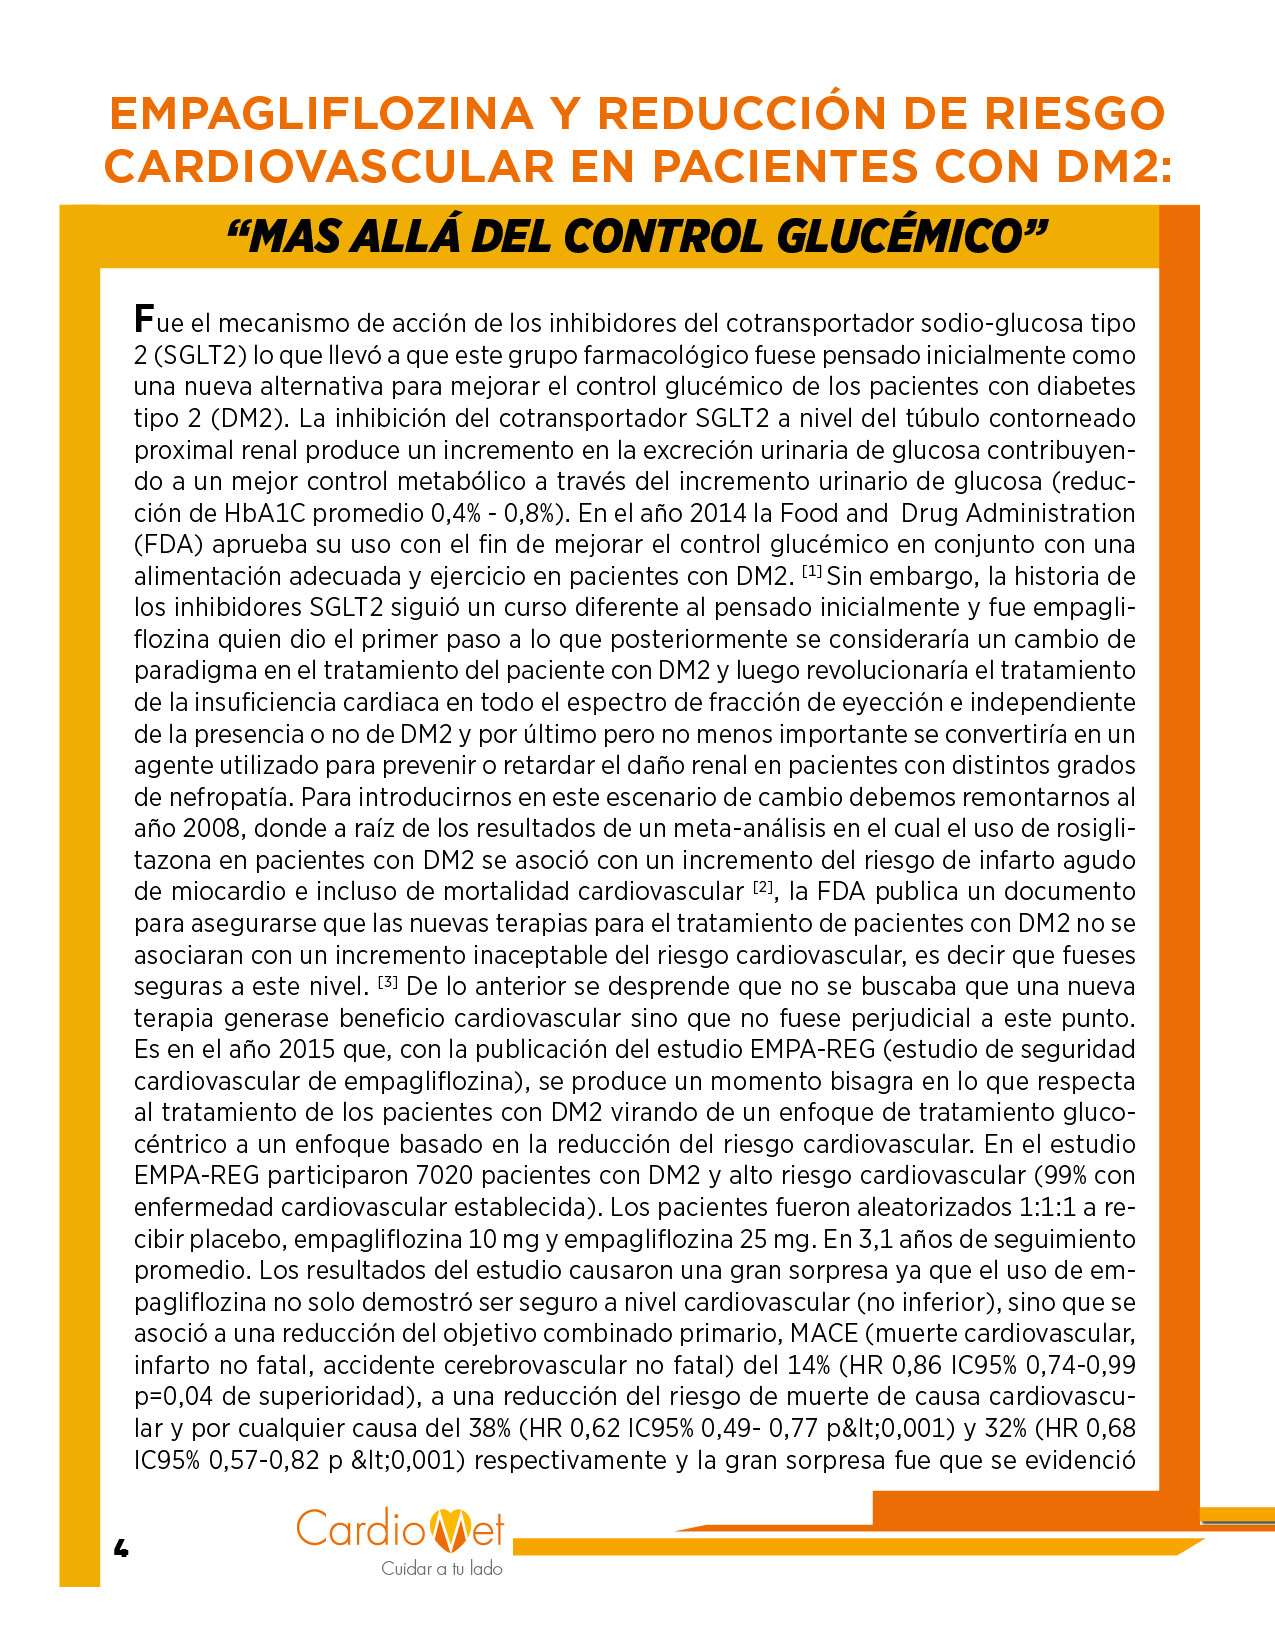 EMPAGLIFLOZINA Y REDUCCIÓN DE RIESGO
CARDIOVASCULAR EN PACIENTES CON DM2:
“MAS ALLÁ DEL CONTROL GLUCÉMICO”
Fue el mecanismo de acción de los inhibidores del cotransportador sodio-glucosa tipo
2 (SGLT2) lo que llevó a que este grupo farmacológico fuese pensado inicialmente como
una nueva alternativa para mejorar el control glucémico de los pacientes con diabetes
tipo 2 (DM2). La inhibición del cotransportador SGLT2 a nivel del túbulo contorneado
proximal renal produce un incremento en la excreción urinaria de glucosa contribuyen-
do a un mejor control metabólico a través del incremento urinario de glucosa (reduc-
ción de HbA1C promedio 0,4% - 0,8%). En el año 2014 la Food and  Drug Administration
(FDA) aprueba su uso con el fin de mejorar el control glucémico en conjunto con una
alimentación adecuada y ejercicio en pacientes con DM2. [1] Sin embargo, la historia de
los inhibidores SGLT2 siguió un curso diferente al pensado inicialmente y fue empagli-
flozina quien dio el primer paso a lo que posteriormente se consideraría un cambio de
paradigma en el tratamiento del paciente con DM2 y luego revolucionaría el tratamiento
de la insuficiencia cardiaca en todo el espectro de fracción de eyección e independiente
de la presencia o no de DM2 y por último pero no menos importante se convertiría en un
agente utilizado para prevenir o retardar el daño renal en pacientes con distintos grados
de nefropatía. Para introducirnos en este escenario de cambio debemos remontarnos al
año 2008, donde a raíz de los resultados de un meta-análisis en el cual el uso de rosigli-
tazona en pacientes con DM2 se asoció con un incremento del riesgo de infarto agudo
de miocardio e incluso de mortalidad cardiovascular [2], la FDA publica un documento
para asegurarse que las nuevas terapias para el tratamiento de pacientes con DM2 no se
asociaran con un incremento inaceptable del riesgo cardiovascular, es decir que fueses
seguras a este nivel. [3] De lo anterior se desprende que no se buscaba que una nueva
terapia generase beneficio cardiovascular sino que no fuese perjudicial a este punto.
Es en el año 2015 que, con la publicación del estudio EMPA-REG (estudio de seguridad
cardiovascular de empagliflozina), se produce un momento bisagra en lo que respecta
al tratamiento de los pacientes con DM2 virando de un enfoque de tratamiento gluco-
céntrico a un enfoque basado en la reducción del riesgo cardiovascular. En el estudio
EMPA-REG participaron 7020 pacientes con DM2 y alto riesgo cardiovascular (99% con
enfermedad cardiovascular establecida). Los pacientes fueron aleatorizados 1:1:1 a re-
cibir placebo, empagliflozina 10 mg y empagliflozina 25 mg. En 3,1 años de seguimiento
promedio. Los resultados del estudio causaron una gran sorpresa ya que el uso de em-
pagliflozina no solo demostró ser seguro a nivel cardiovascular (no inferior), sino que se
asoció a una reducción del objetivo combinado primario, MACE (muerte cardiovascular,
infarto no fatal, accidente cerebrovascular no fatal) del 14% (HR 0,86 IC95% 0,74-0,99
p=0,04 de superioridad), a una reducción del riesgo de muerte de causa cardiovascu-
lar y por cualquier causa del 38% (HR 0,62 IC95% 0,49- 0,77 p&lt;0,001) y 32% (HR 0,68
IC95% 0,57-0,82 p &lt;0,001) respectivamente y la gran sorpresa fue que se evidenció
4
CardioMet
Cuidar a tu lado